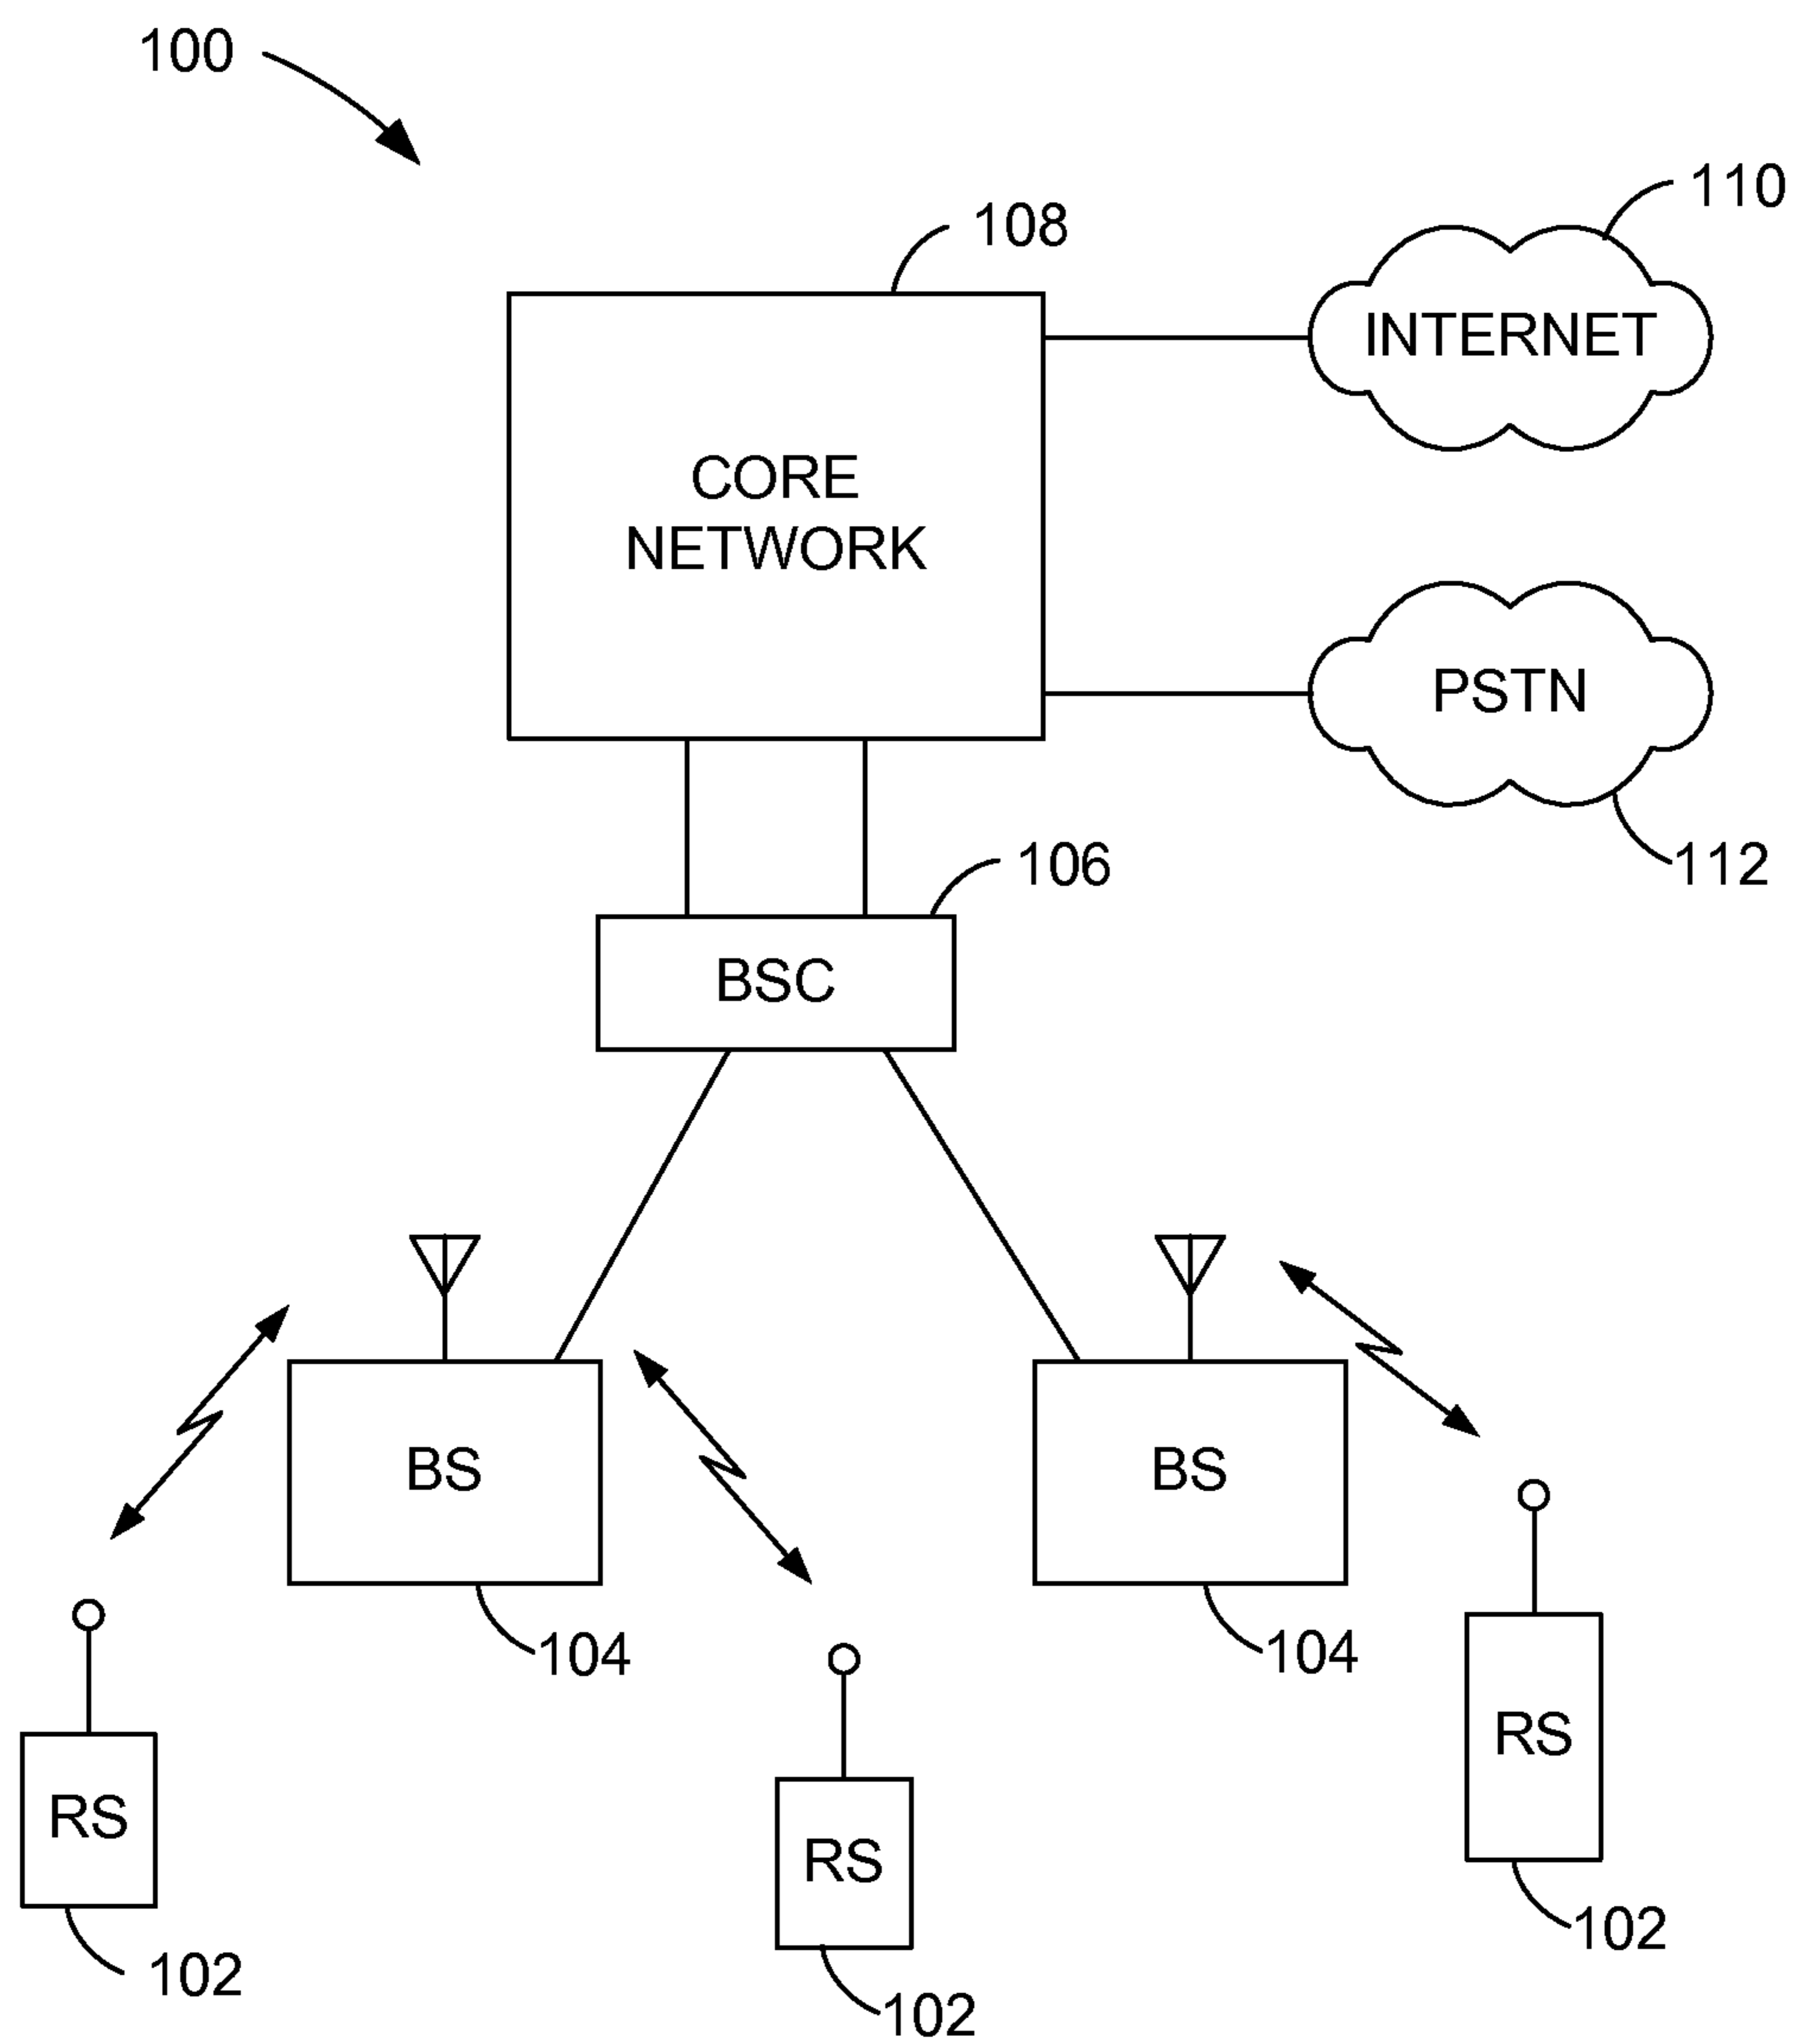 100
110
108
INTERNET
CORE
NETWORK
PSTN
106
112
BSC
BS
BS
104
104
RS
RS
RS
102
102
102